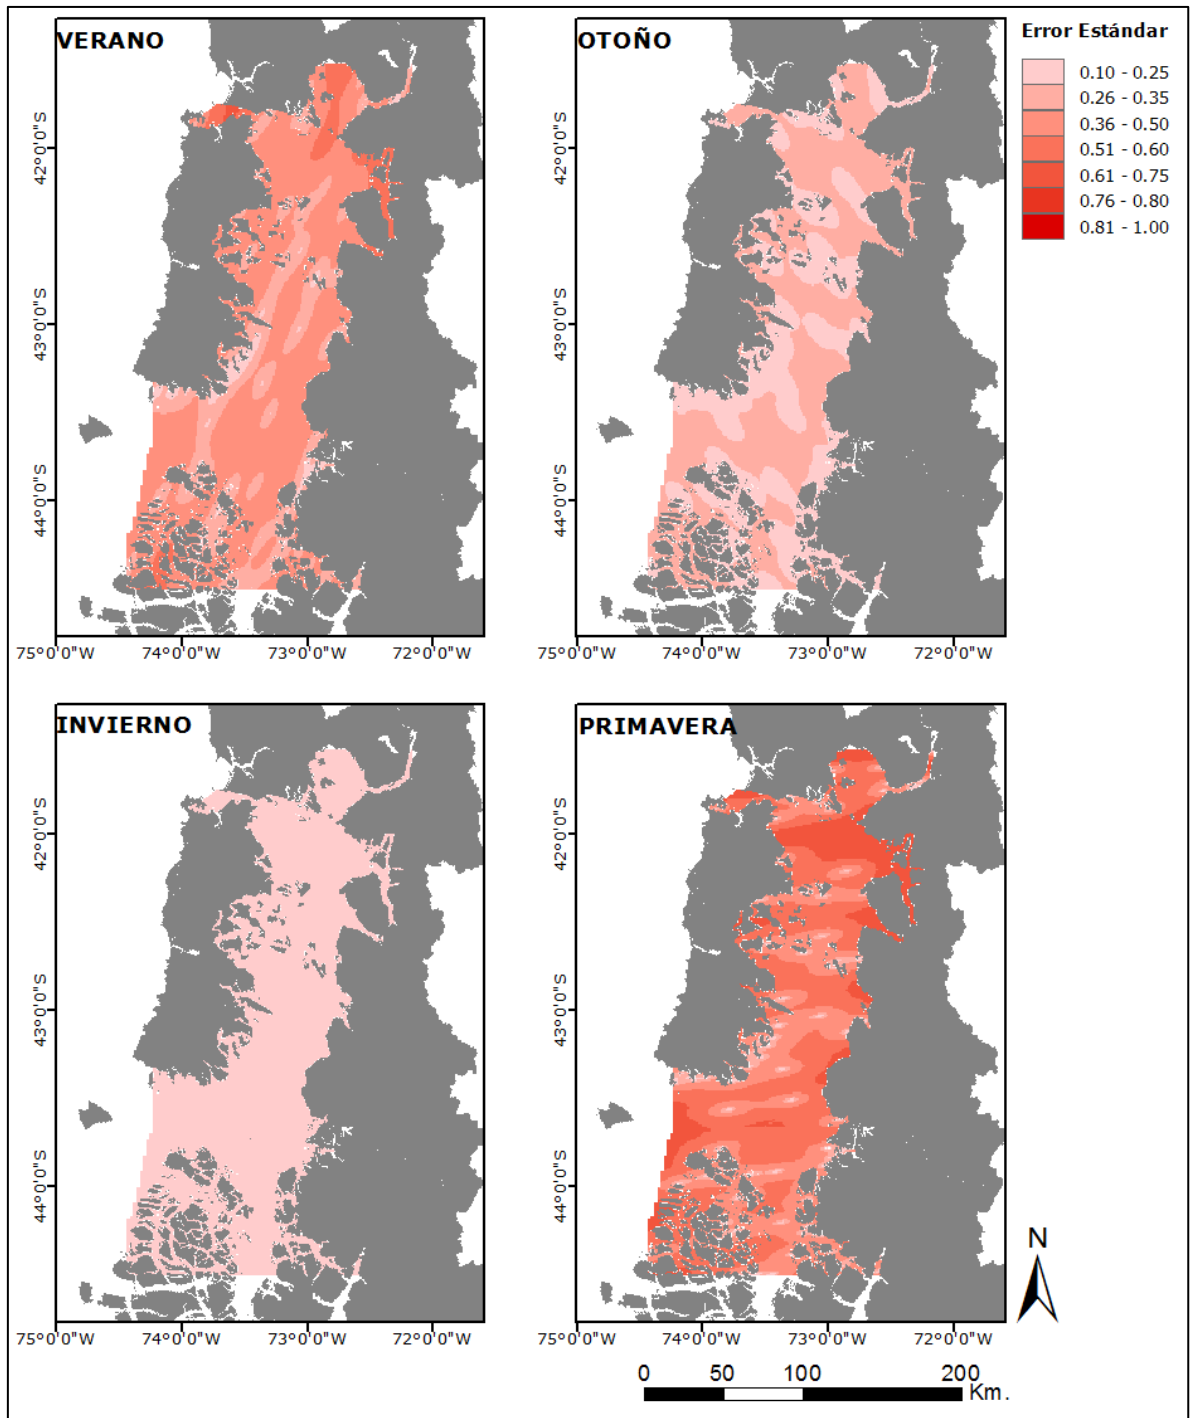 VERANO
42°0'0"S
43°0'0"S
44°0'0"S
75°0'0"W 74°0'0"W 73°0'0"W 72°0'0"W
OTOÑO
42°0'0"S
43°0'0"S
44°0'0"S
75°0'0"W 74°0'0"W 73°0'0"W 72°0'0"W
Error Estándar
0.10 - 0.25
0.26 - 0.35
0.36 - 0.50
0.51 - 0.60
0.61 - 0.75
0.76 - 0.80
0.81 - 1.00
INVIERNO
42°0'0"S
43°0'0"S
44°0'0"S
75°0'0"W 74°0'0"W 73°0'0"W 72°0'0"W
PRIMAVERA
42°0'0"S
43°0'0"S
44°0'0"S
75°0'0"W 74°0'0"W 73°0'0"W 72°0'0"W
N
0 50 100 200
Km.